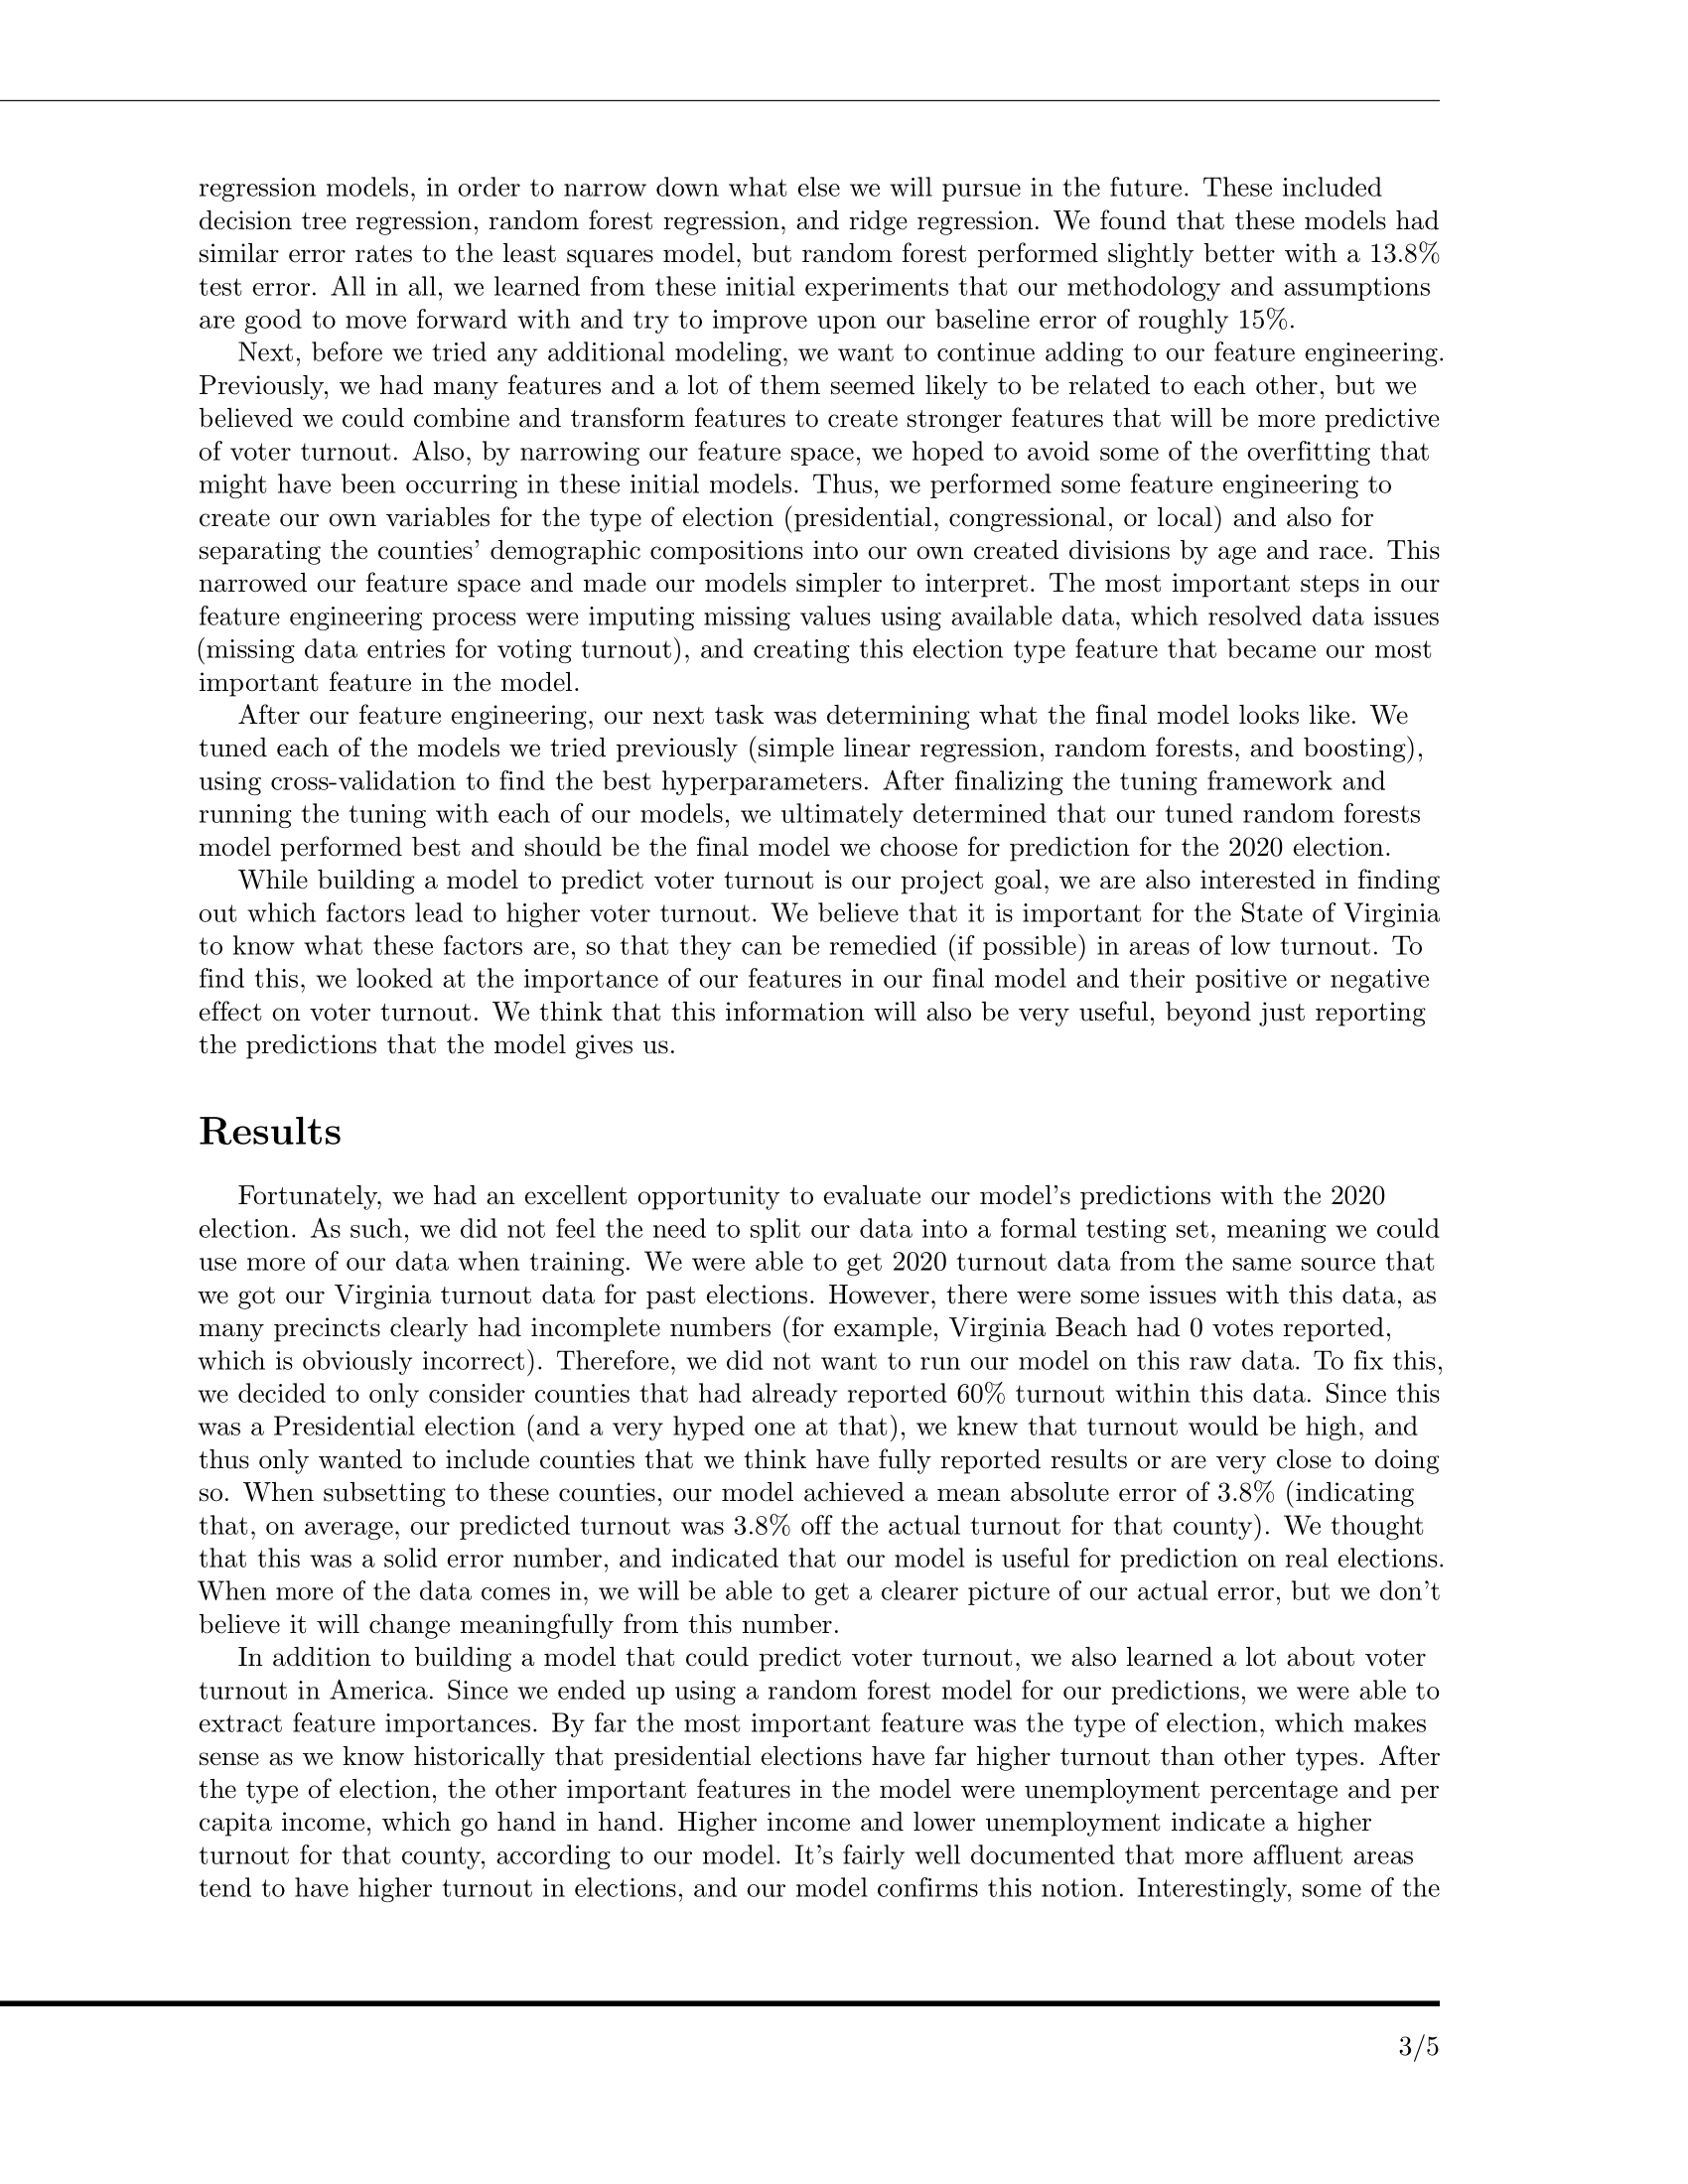 regression models, in order to narrow down what else we will pursue in the future. These included
decision tree regression, random forest regression, and ridge regression. We found that these models had
similar error rates to the least squares model, but random forest performed slightly better with a 13.8%
test error. All in all, we learned from these initial experiments that our methodology and assumptions
are good to move forward with and try to improve upon our baseline error of roughly 15%.
Next, before we tried any additional modeling, we want to continue adding to our feature engineering.
Previously, we had many features and a lot of them seemed likely to be related to each other, but we
believed we could combine and transform features to create stronger features that will be more predictive
of voter turnout. Also, by narrowing our feature space, we hoped to avoid some of the overfitting that
might have been occurring in these initial models. Thus, we performed some feature engineering to
create our own variables for the type of election (presidential, congressional, or local) and also for
separating the counties' demographic compositions into our own created divisions by age and race. This
narrowed our feature space and made our models simpler to interpret. The most important steps in our
feature engineering process were imputing missing values using available data, which resolved data issues
(missing data entries for voting turnout), and creating this election type feature that became our most
important feature in the model.
After our feature engineering, our next task was determining what the final model looks like. We
tuned each of the models we tried previously (simple linear regression, random forests, and boosting),
using cross-validation to find the best hyperparameters. After finalizing the tuning framework and
running the tuning with each of our models, we ultimately determined that our tuned random forests
model performed best and should be the final model we choose for prediction for the 2020 election.
While building a model to predict voter turnout is our project goal, we are also interested in finding
out which factors lead to higher voter turnout. We believe that it is important for the State of Virginia
to know what these factors are, so that they can be remedied (if possible) in areas of low turnout. To
find this, we looked at the importance of our features in our final model and their positive or negative
effect on voter turnout. We think that this information will also be very useful, beyond just reporting
the predictions that the model gives us.
Results
Fortunately, we had an excellent opportunity to evaluate our model's predictions with the 2020
election. As such, we did not feel the need to split our data into a formal testing set, meaning we could
use more of our data when training. We were able to get 2020 turnout data from the same source that
we got our Virginia turnout data for past elections. However, there were some issues with this data, as
many precincts clearly had incomplete numbers (for example, Virginia Beach had 0 votes reported,
which is obviously incorrect). Therefore, we did not want to run our model on this raw data. To fix this,
we decided to only consider counties that had already reported 60% turnout within this data. Since this
was a Presidential election (and a very hyped one at that), we knew that turnout would be high, and
thus only wanted to include counties that we think have fully reported results or are very close to doing
so. When subsetting to these counties, our model achieved a mean absolute error of 3.8% (indicating
that, on average, our predicted turnout was 3.8% off the actual turnout for that county). We thought
that this was a solid error number, and indicated that our model is useful for prediction on real elections.
When more of the data comes in, we will be able to get a clearer picture of our actual error, but we don't
believe it will change meaningfully from this number.
In addition to building a model that could predict voter turnout, we also learned a lot about voter
turnout in America. Since we ended up using a random forest model for our predictions, we were able to
extract feature importances. By far the most important feature was the type of election, which makes
sense as we know historically that presidential elections have far higher turnout than other types. After
the type of election, the other important features in the model were unemployment percentage and per
capita income, which go hand in hand. Higher income and lower unemployment indicate a higher
turnout for that county, according to our model. It's fairly well documented that more affluent areas
tend to have higher turnout in elections, and our model confirms this notion. Interestingly, some of the
3/5